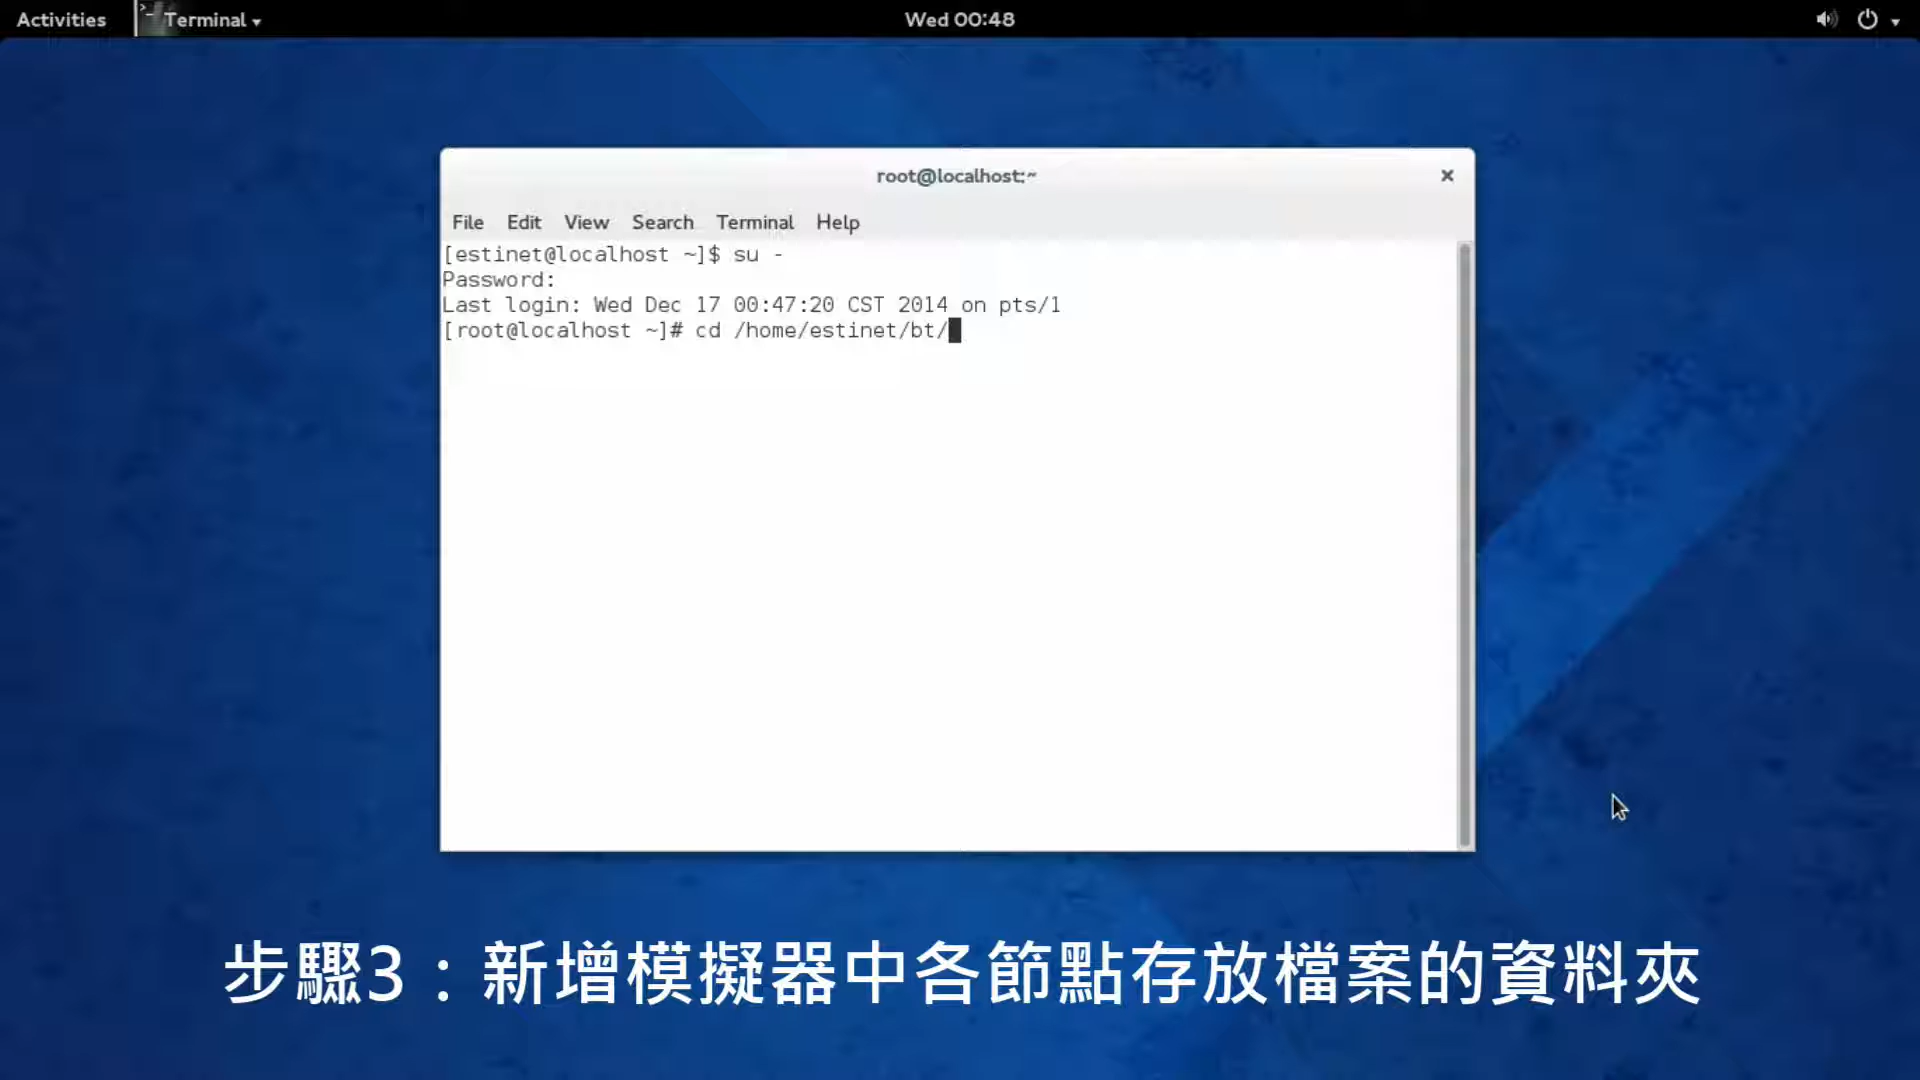 Activities Terminal Wed 00:48
root@localhost:~
File Edit View Search Terminal Help
[estinet@localhost ~]$ su -
Password:
Last login: Wed Dec 17 00:47:20 CST 2014 on pts/1
[root@localhost ~]# cd /home/estinet/bt/
步驟3：新增模擬器中各節點存放檔案的資料夾